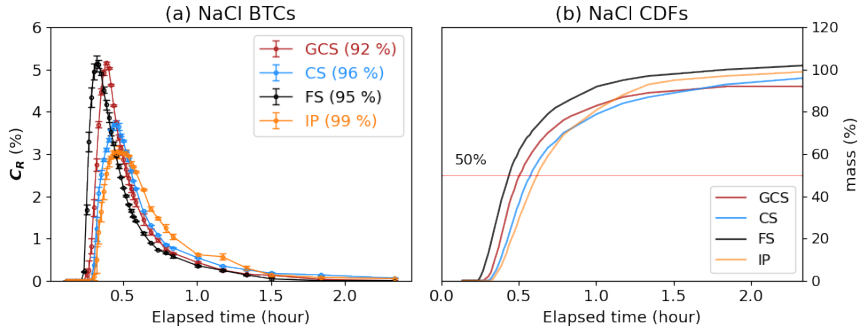 (a) NaCl BTCs
(b) NaCl CDFs
6
5
4
3
2
1
0
C_R (%)
GCS (92 %)
CS (96 %)
FS (95 %)
IP (99 %)
0.5
1.0
1.5
2.0
Elapsed time (hour)
50%
GCS
CS
FS
IP
0.0
0.5
1.0
1.5
2.0
Elapsed time (hour)
120
100
80
60
40
20
0
mass (%)